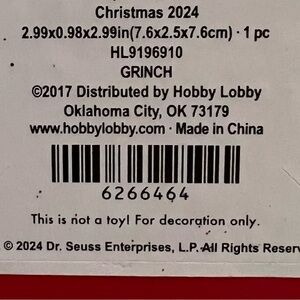 Christmas 2024
2.99x0.98x2.99in(7.6x2.5x7.6cm) · 1 pc
HL9196910
GRINCH
©2017 Distributed by Hobby Lobby
Oklahoma City, OK 73179
www.hobbylobby.com · Made in China
6266464
This is not a toy! For decoration only.
© 2024 Dr. Seuss Enterprises, L.P. All Rights Reserv